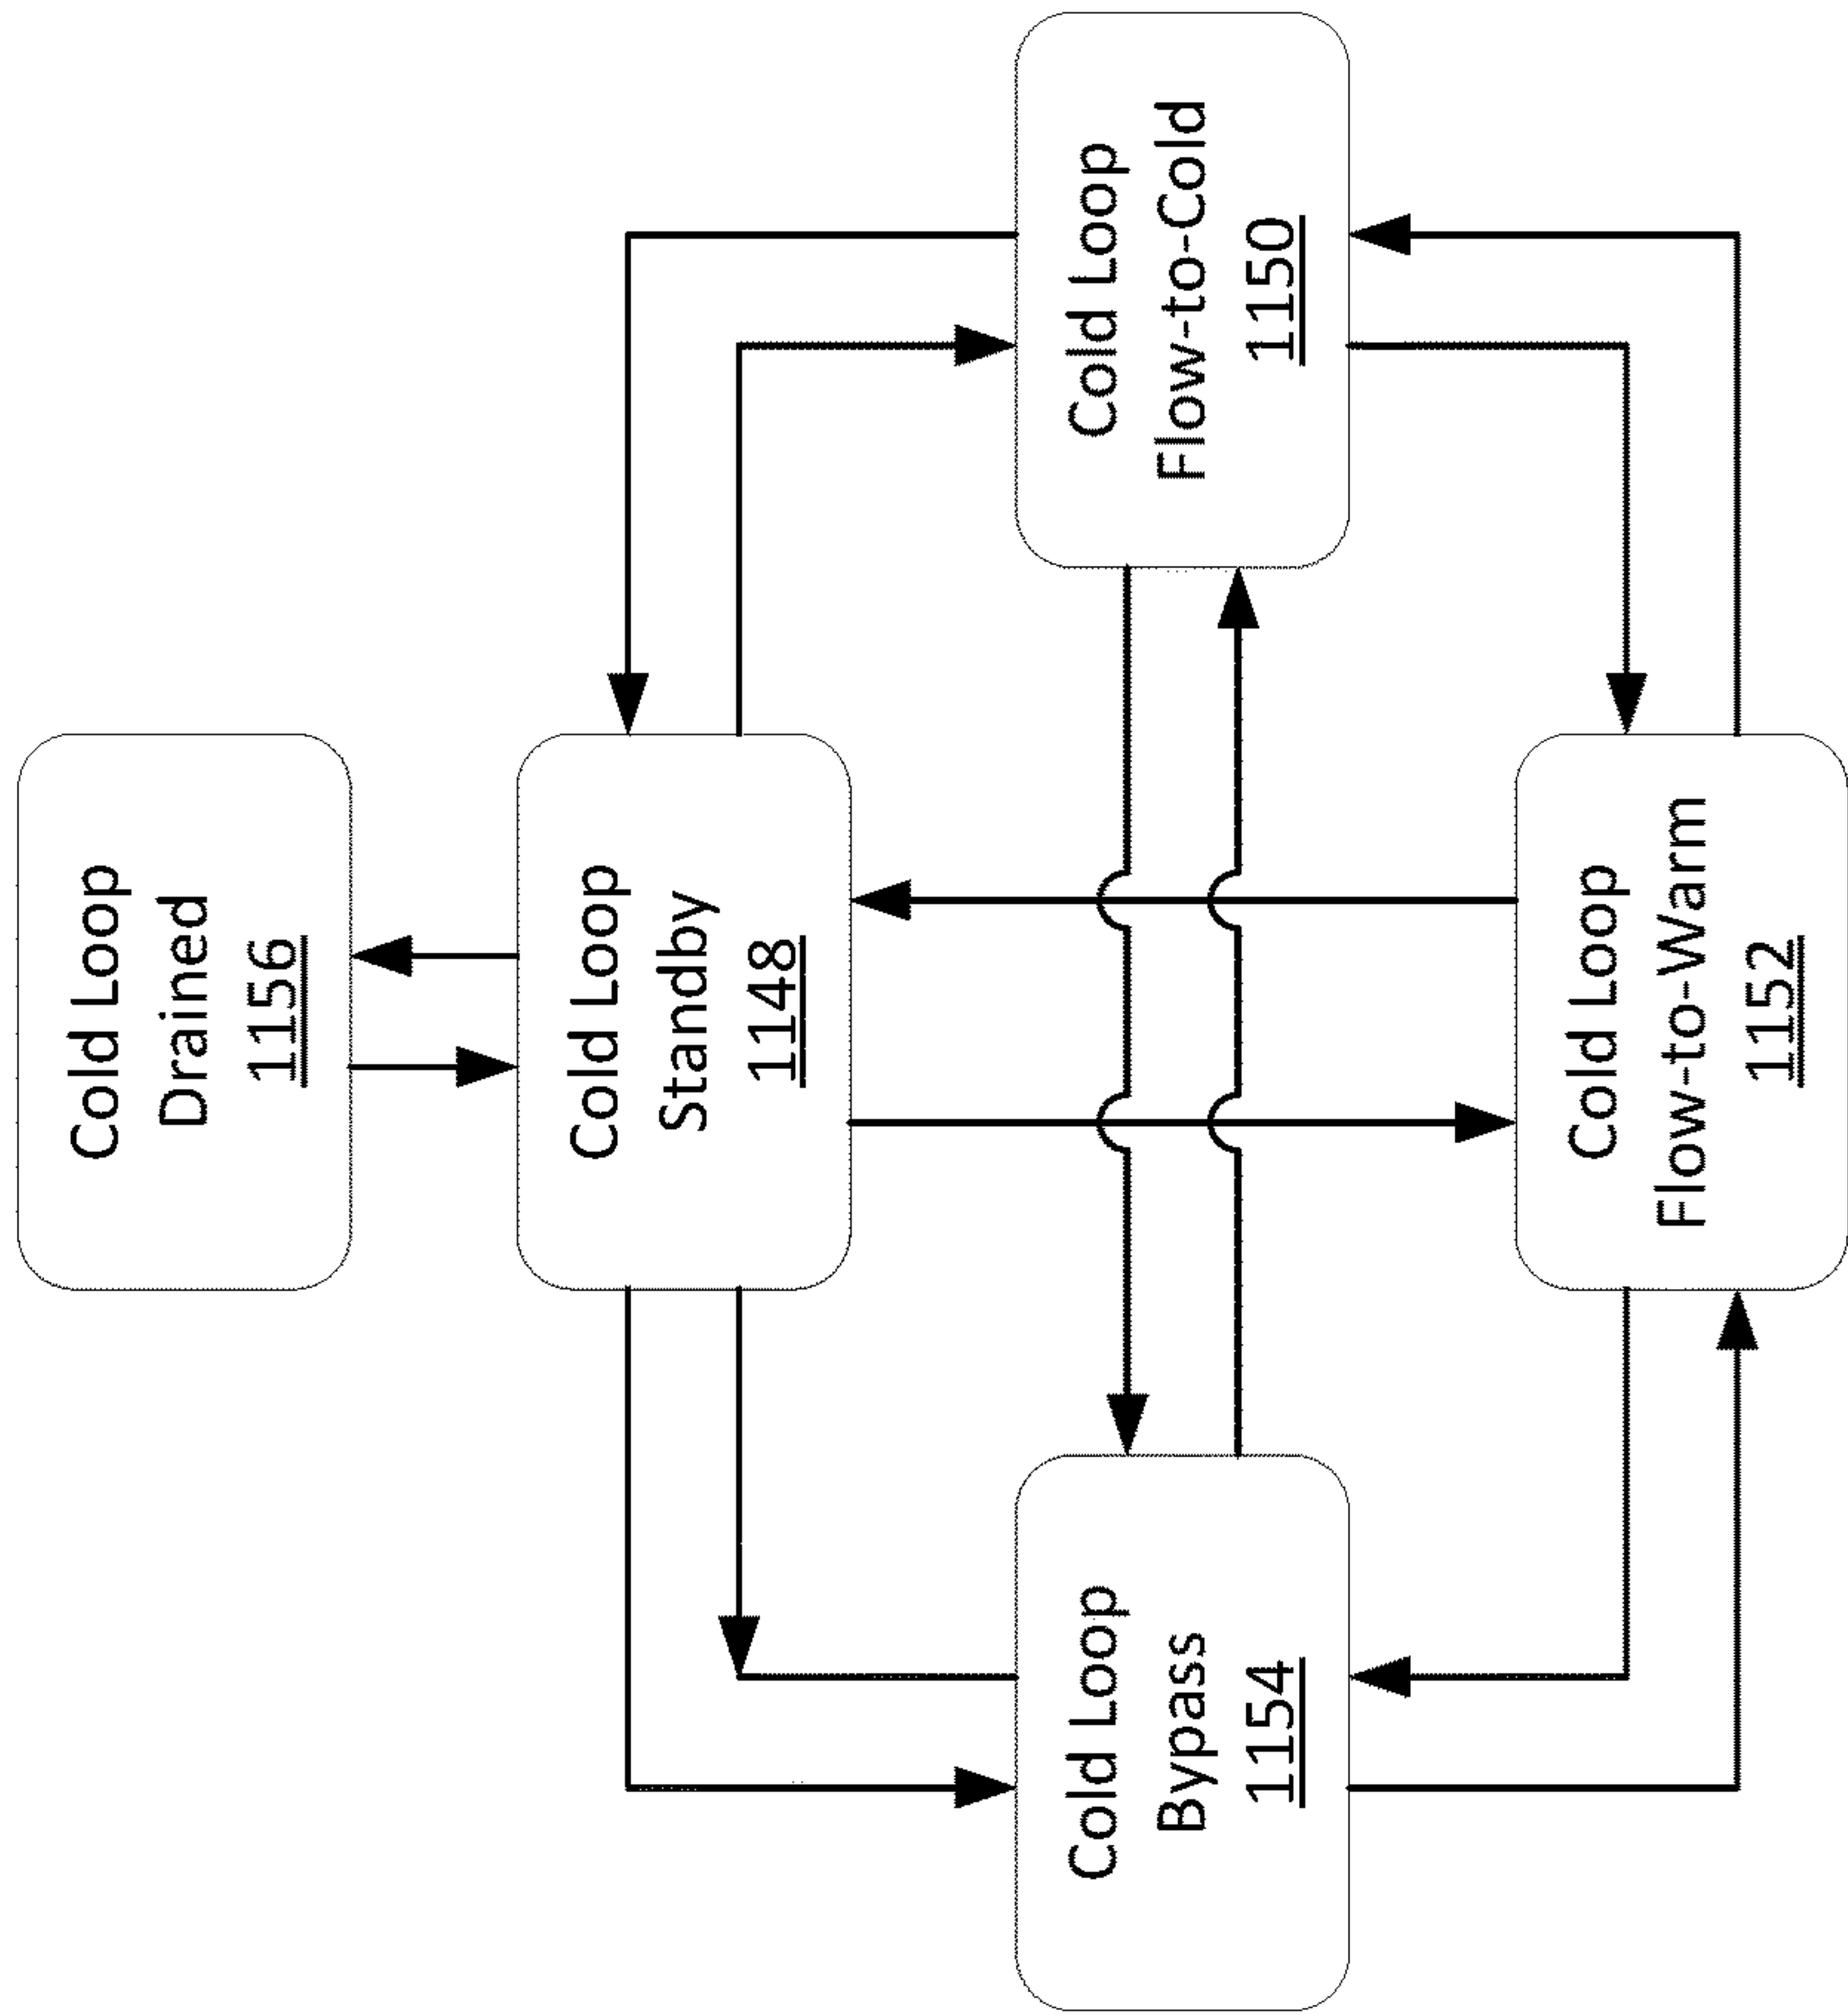 Cold Loop
Drained
1156
Cold Loop
Standby
1148
Cold Loop
Bypass
1154
Cold Loop
Flow-to-Cold
1150
Cold Loop
Flow-to-Warm
1152